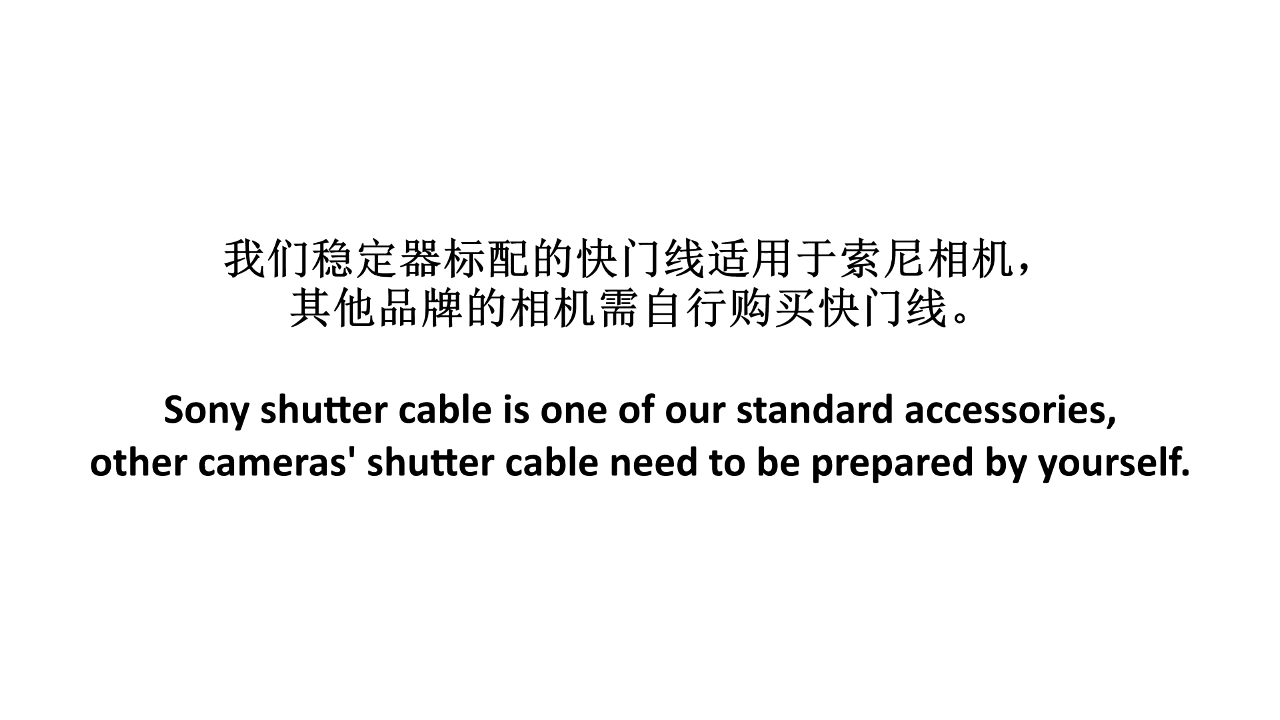 我们稳定器标配的快门线适用于索尼相机，
其他品牌的相机需自行购买快门线。
Sony shutter cable is one of our standard accessories,
other cameras' shutter cable need to be prepared by yourself.